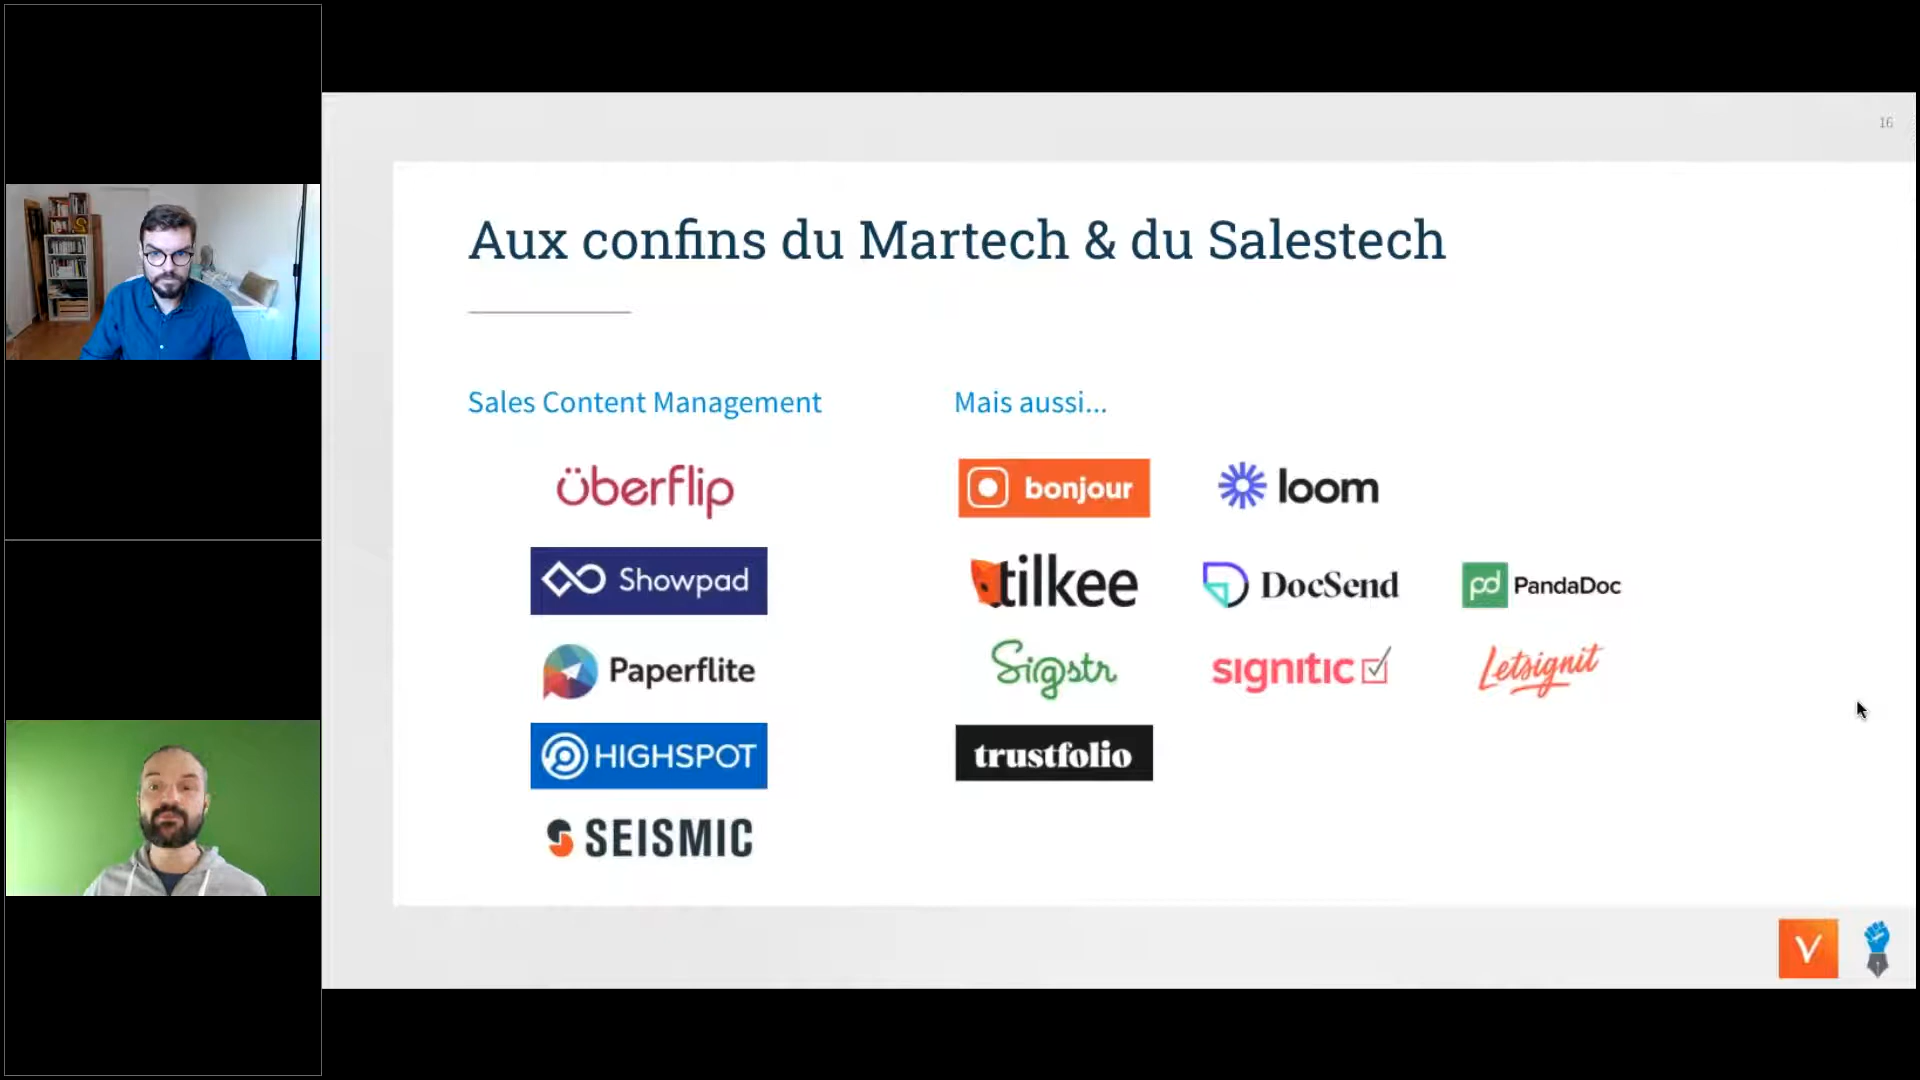 16
Aux confins du Martech & du Salestech
Sales Content Management
Mais aussi...
überflip
bonjour
loom
Showpad
tilkee
DocSend
pd PandaDoc
Paperflite
Sigstr
signitic
Letsignit
HIGHSPOT
trustfolio
SEISMIC
V